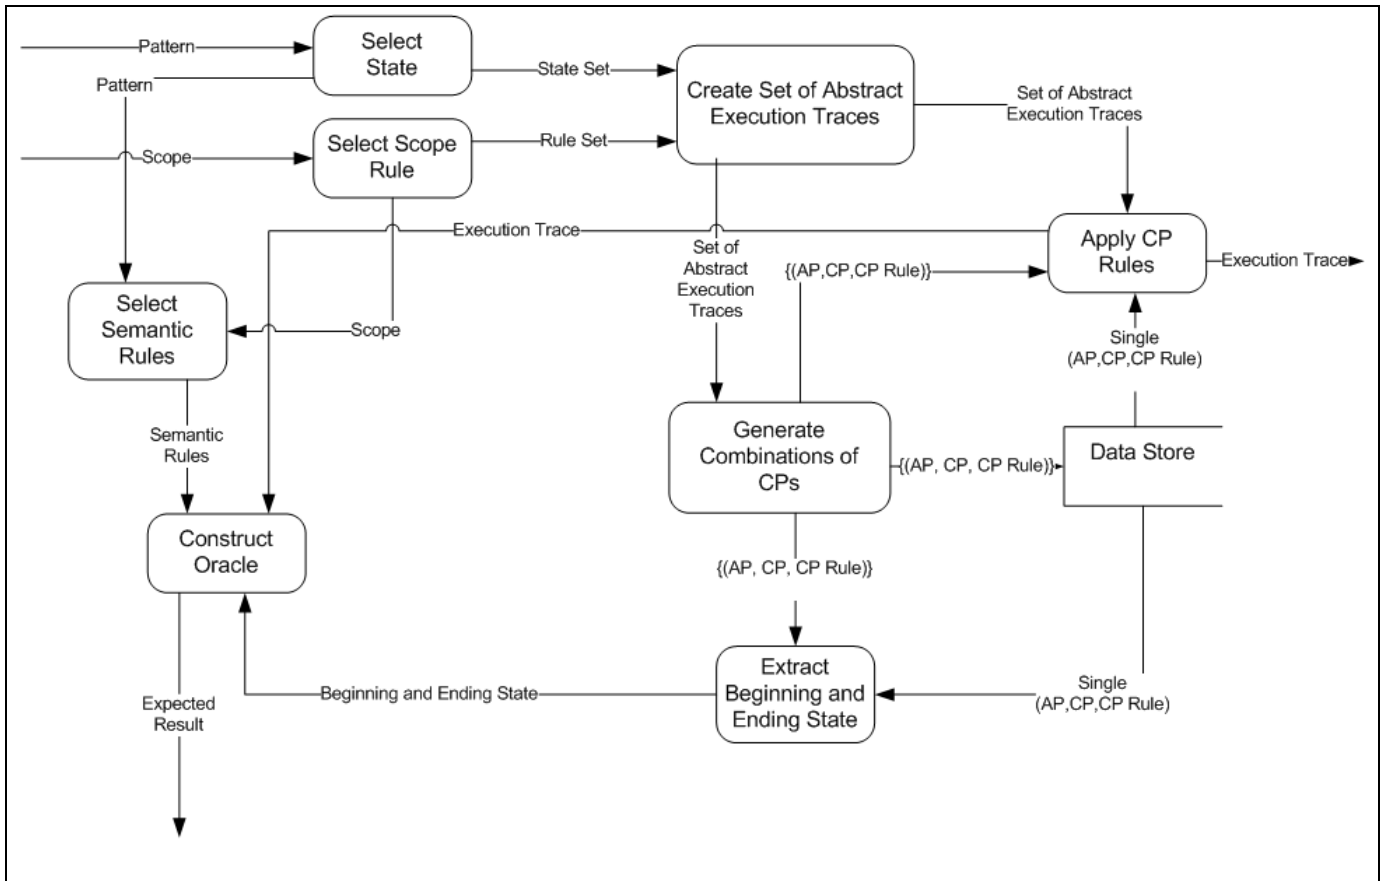 Pattern
Select
State
State Set
Pattern
Create Set of Abstract
Execution Traces
Set of Abstract
Execution Traces
Scope
Select Scope
Rule
Rule Set
Execution Trace
Apply CP
Rules
Execution Trace
Set of
Abstract
Execution
Traces
{(AP,CP,CP Rule)}
Select
Semantic
Rules
Scope
Single
(AP,CP,CP Rule)
Semantic
Rules
Generate
Combinations of
CPs
{(AP, CP, CP Rule)}
Data Store
Construct
Oracle
{(AP, CP, CP Rule)}
Extract
Beginning and
Ending State
Beginning and Ending State
Single
(AP,CP,CP Rule)
Expected
Result